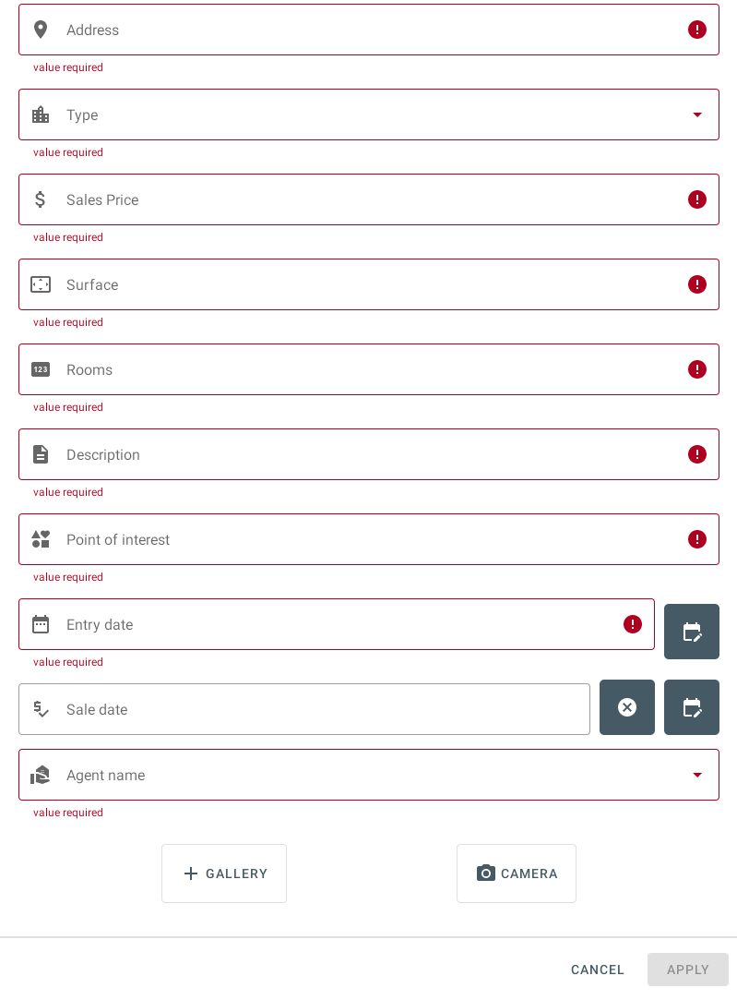 Address
value required
Type
value required
Sales Price
value required
Surface
value required
123 Rooms
value required
Description
value required
Point of interest
value required
Entry date
value required
Sale date
Agent name
value required
GALLERY CAMERA
CANCEL APPLY